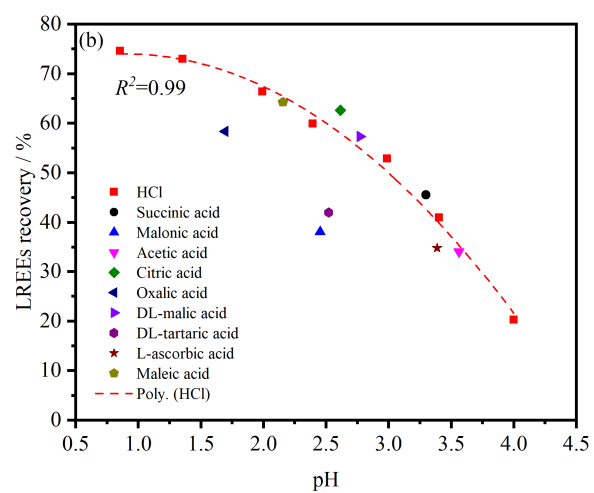 (b)
R²=0.99
80
70
60
50
40
30
20
10
0
LREEs recovery / %
HCl
Succinic acid
Malonic acid
Acetic acid
Citric acid
Oxalic acid
DL-malic acid
DL-tartaric acid
L-ascorbic acid
Maleic acid
Poly. (HCl)
0.5 1.0 1.5 2.0 2.5 3.0 3.5 4.0 4.5
pH